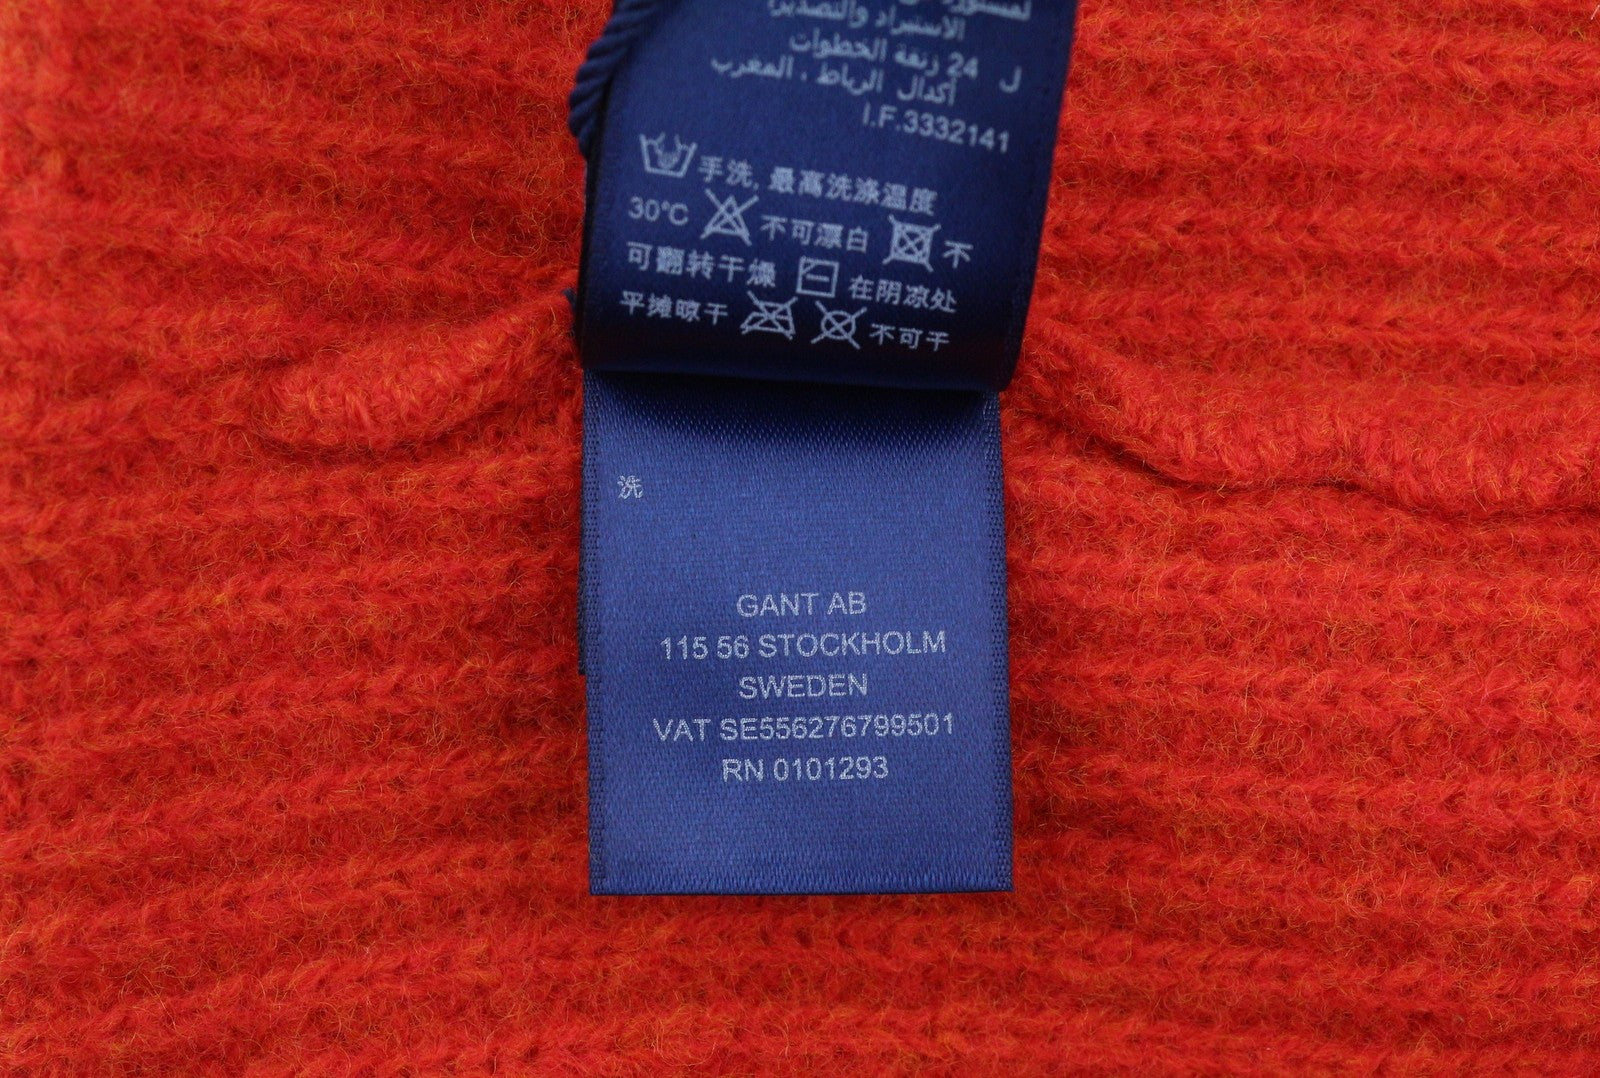 الاستيراد والتصدير
ل 24 زنقة الخطوات
أكدال الرباط ، المغرب
I.F.3332141
手洗, 最高洗涤温度
30°C 不可漂白 不
可翻转干燥 在阴凉处
平摊晾干 不可干
洗
GANT AB
115 56 STOCKHOLM
SWEDEN
VAT SE556276799501
RN 0101293